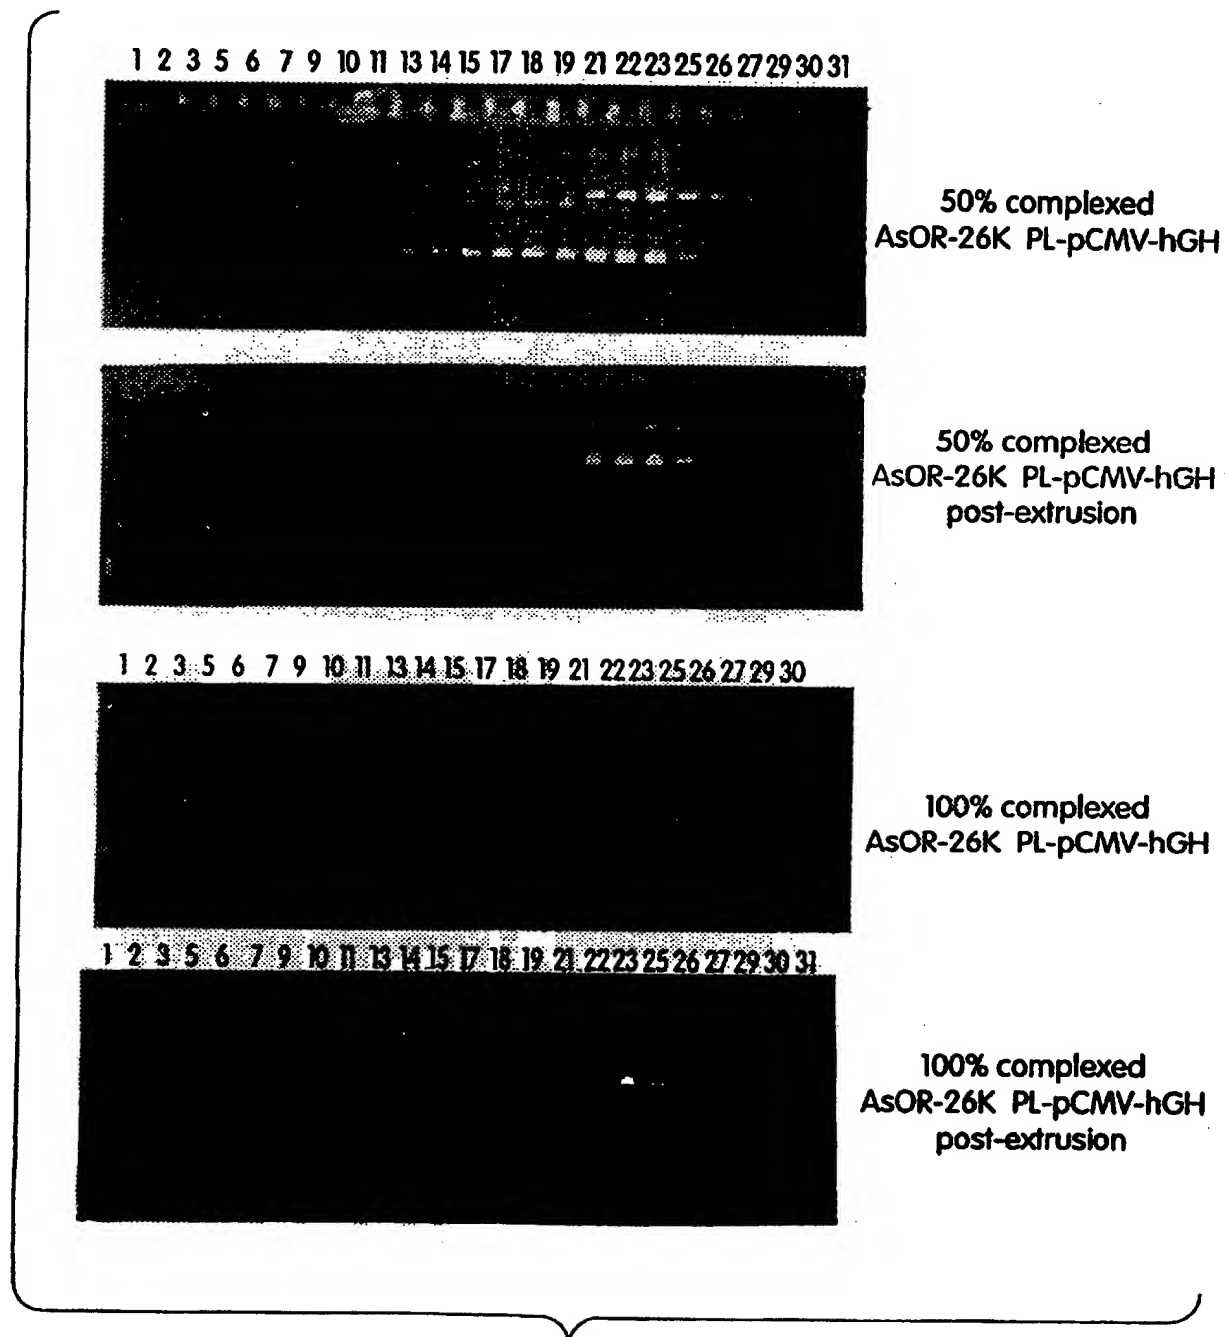 1 2 3 5 6 7 9 10 11 13 14 15 17 18 19 21 22 23 25 26 27 29 30 31
50% complexed
AsOR-26K PL-pCMV-hGH
50% complexed
AsOR-26K PL-pCMV-hGH
post-extrusion
1 2 3 5 6 7 9 10 11 13 14 15 17 18 19 21 22 23 25 26 27 29 30
100% complexed
AsOR-26K PL-pCMV-hGH
1 2 3 5 6 7 9 10 11 13 14 15 17 18 19 21 22 23 25 26 27 29 30 31
100% complexed
AsOR-26K PL-pCMV-hGH
post-extrusion